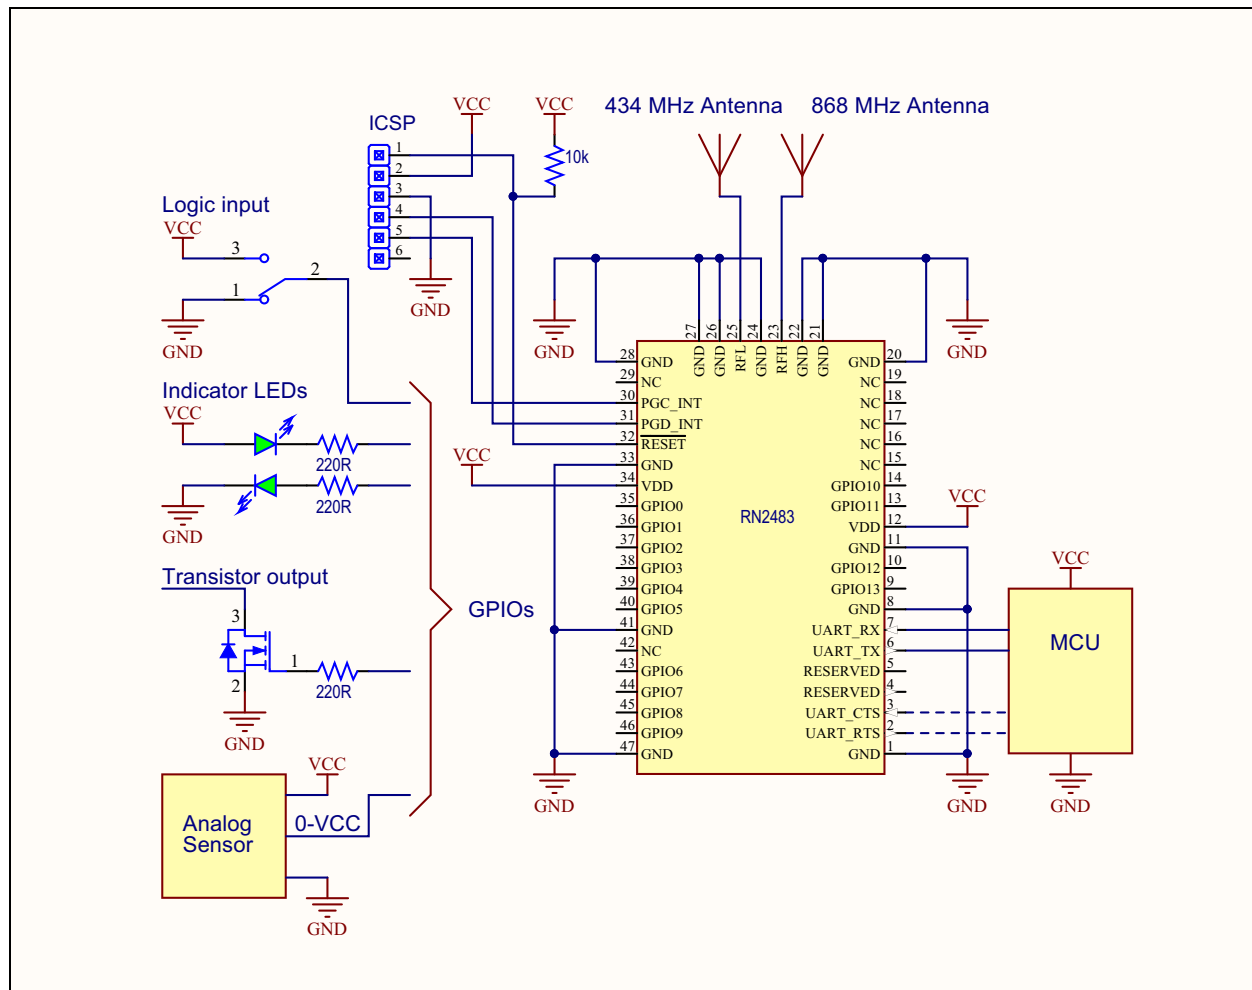 434 MHz Antenna
868 MHz Antenna
VCC
VCC
ICSP
1
2
3
4
5
6
10k
Logic input
VCC
3
2
1
GND
GND
GND
GND
27
26
25
24
23
22
21
GND
GND
RFL
GND
RFH
GND
GND
28 GND
29 NC
30 PGC_INT
31 PGD_INT
32 RESET
33 GND
34 VDD
35 GPIO0
36 GPIO1
37 GPIO2
38 GPIO3
39 GPIO4
40 GPIO5
41 GND
42 NC
43 GPIO6
44 GPIO7
45 GPIO8
46 GPIO9
47 GND
RN2483
GND 20
NC 19
NC 18
NC 17
NC 16
NC 15
GPIO10 14
GPIO11 13
VDD 12
GND 11
GPIO12 10
GPIO13 9
GND 8
UART_RX 7
UART_TX 6
RESERVED 5
RESERVED 4
UART_CTS 3
UART_RTS 2
GND 1
Indicator LEDs
VCC
220R
220R
GND
VCC
VCC
Transistor output
3
1
2
220R
GND
GPIOs
VCC
MCU
GND
GND
GND
VCC
Analog
Sensor
0-VCC
GND